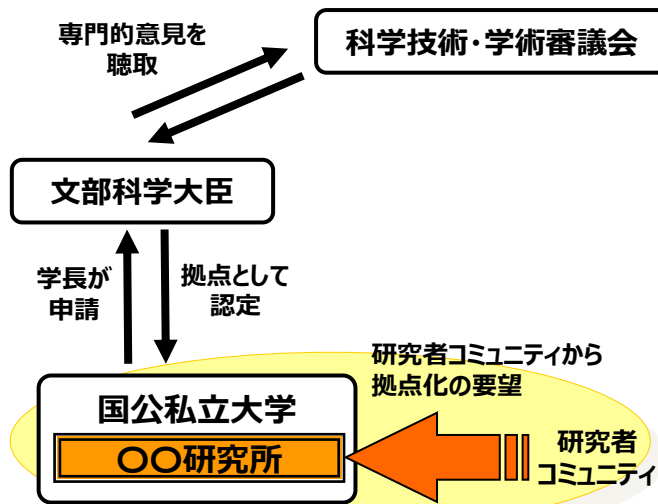 専門的意見を
聴取
科学技術・学術審議会
文部科学大臣
学長が
申請
拠点として
認定
研究者コミュニティから
拠点化の要望
国公私立大学
〇〇研究所
研究者
コミュニティ